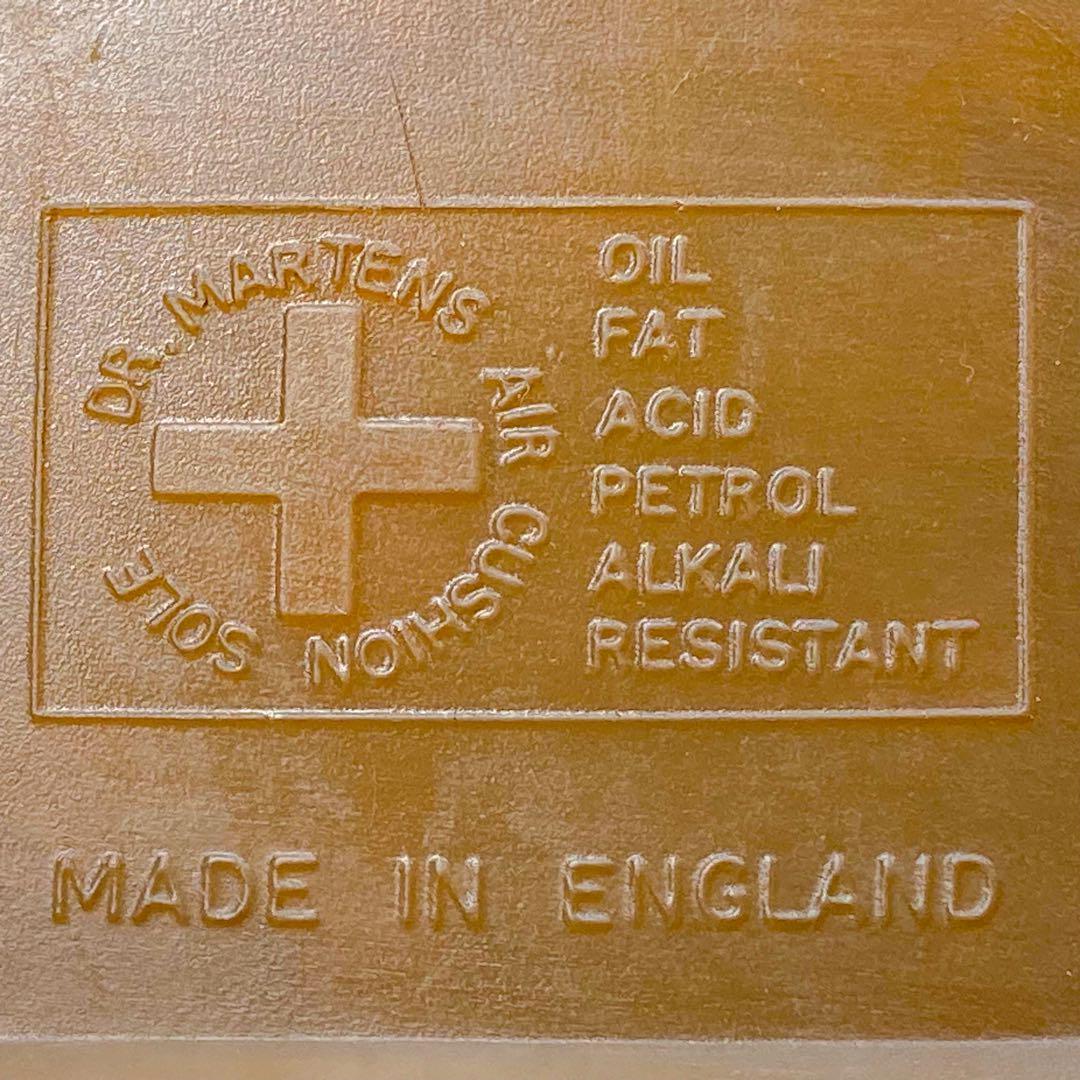 DR. MARTENS AIR CUSHION SOLE
OIL
FAT
ACID
PETROL
ALKALI
RESISTANT
MADE IN ENGLAND